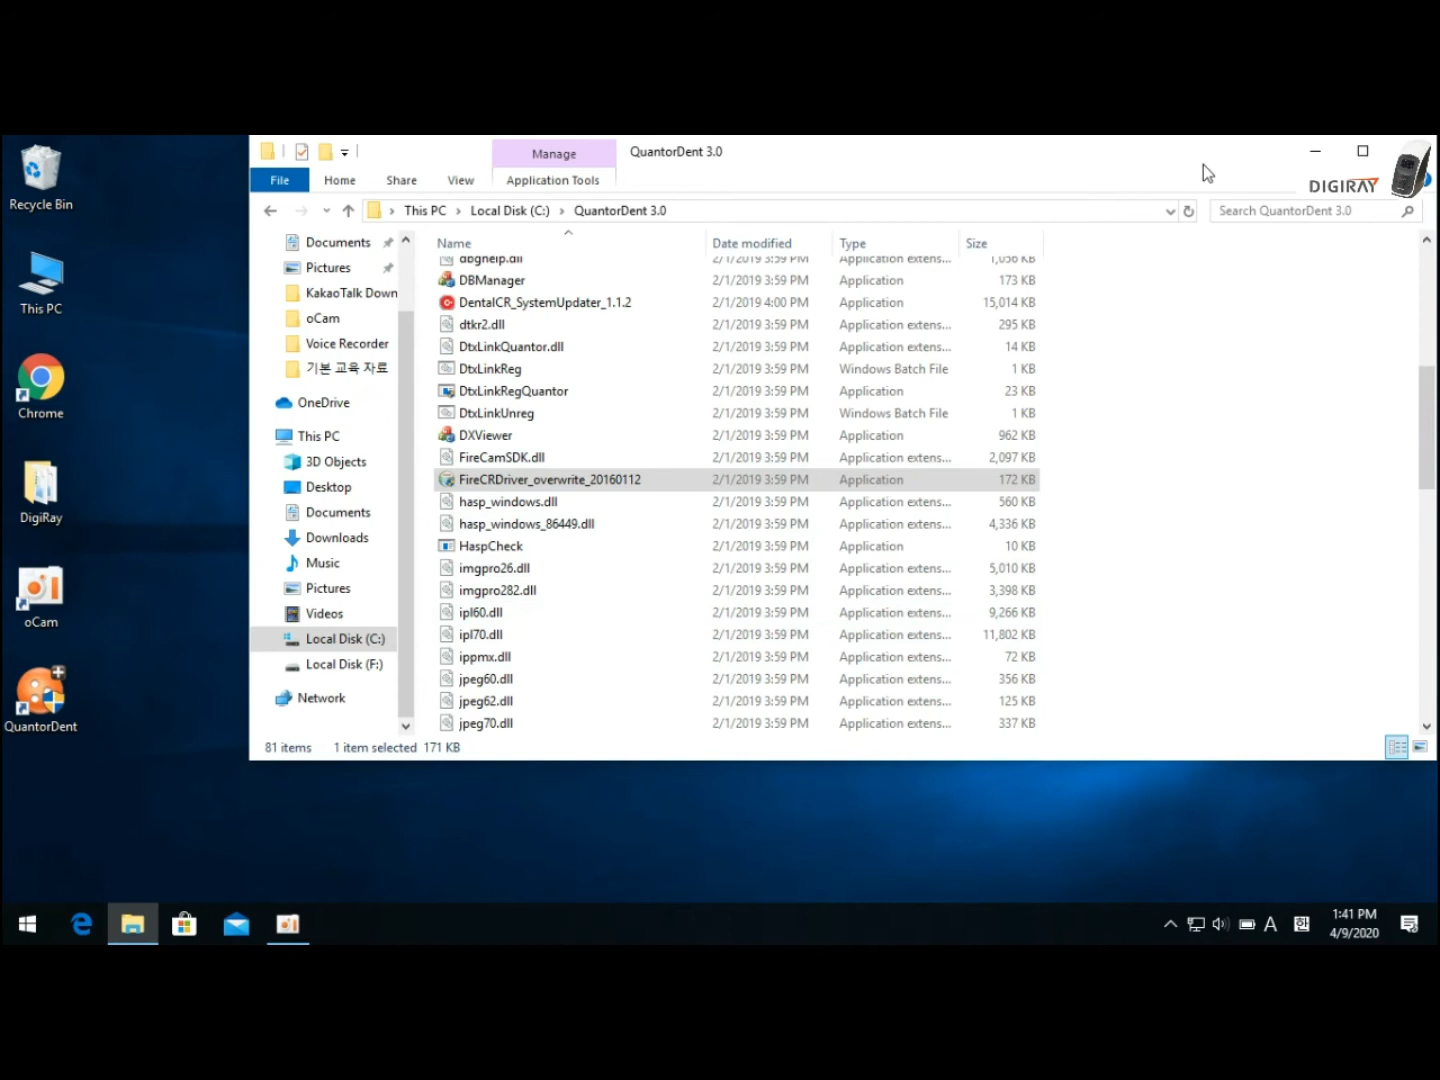 Recycle Bin
This PC
Chrome
DigiRay
oCam
QuantorDent
Manage
QuantorDent 3.0
File
Home
Share
View
Application Tools
DIGIRAY
This PC › Local Disk (C:) › QuantorDent 3.0
Search QuantorDent 3.0
Documents
Pictures
KakaoTalk Down
oCam
Voice Recorder
기본 교육 자료
OneDrive
This PC
3D Objects
Desktop
Documents
Downloads
Music
Pictures
Videos
Local Disk (C:)
Local Disk (F:)
Network
Name Date modified Type Size
dbghelp.dll 2/1/2019 3:59 PM Application extens... 1,056 KB
DBManager 2/1/2019 3:59 PM Application 173 KB
DentalCR_SystemUpdater_1.1.2 2/1/2019 4:00 PM Application 15,014 KB
dtkr2.dll 2/1/2019 3:59 PM Application extens... 295 KB
DtxLinkQuantor.dll 2/1/2019 3:59 PM Application extens... 14 KB
DtxLinkReg 2/1/2019 3:59 PM Windows Batch File 1 KB
DtxLinkRegQuantor 2/1/2019 3:59 PM Application 23 KB
DtxLinkUnreg 2/1/2019 3:59 PM Windows Batch File 1 KB
DXViewer 2/1/2019 3:59 PM Application 962 KB
FireCamSDK.dll 2/1/2019 3:59 PM Application extens... 2,097 KB
FireCRDriver_overwrite_20160112 2/1/2019 3:59 PM Application 172 KB
hasp_windows.dll 2/1/2019 3:59 PM Application extens... 560 KB
hasp_windows_86449.dll 2/1/2019 3:59 PM Application extens... 4,336 KB
HaspCheck 2/1/2019 3:59 PM Application 10 KB
imgpro26.dll 2/1/2019 3:59 PM Application extens... 5,010 KB
imgpro282.dll 2/1/2019 3:59 PM Application extens... 3,398 KB
ipl60.dll 2/1/2019 3:59 PM Application extens... 9,266 KB
ipl70.dll 2/1/2019 3:59 PM Application extens... 11,802 KB
ippmx.dll 2/1/2019 3:59 PM Application extens... 72 KB
jpeg60.dll 2/1/2019 3:59 PM Application extens... 356 KB
jpeg62.dll 2/1/2019 3:59 PM Application extens... 125 KB
jpeg70.dll 2/1/2019 3:59 PM Application extens... 337 KB
81 items 1 item selected 171 KB
A 한 1:41 PM
4/9/2020